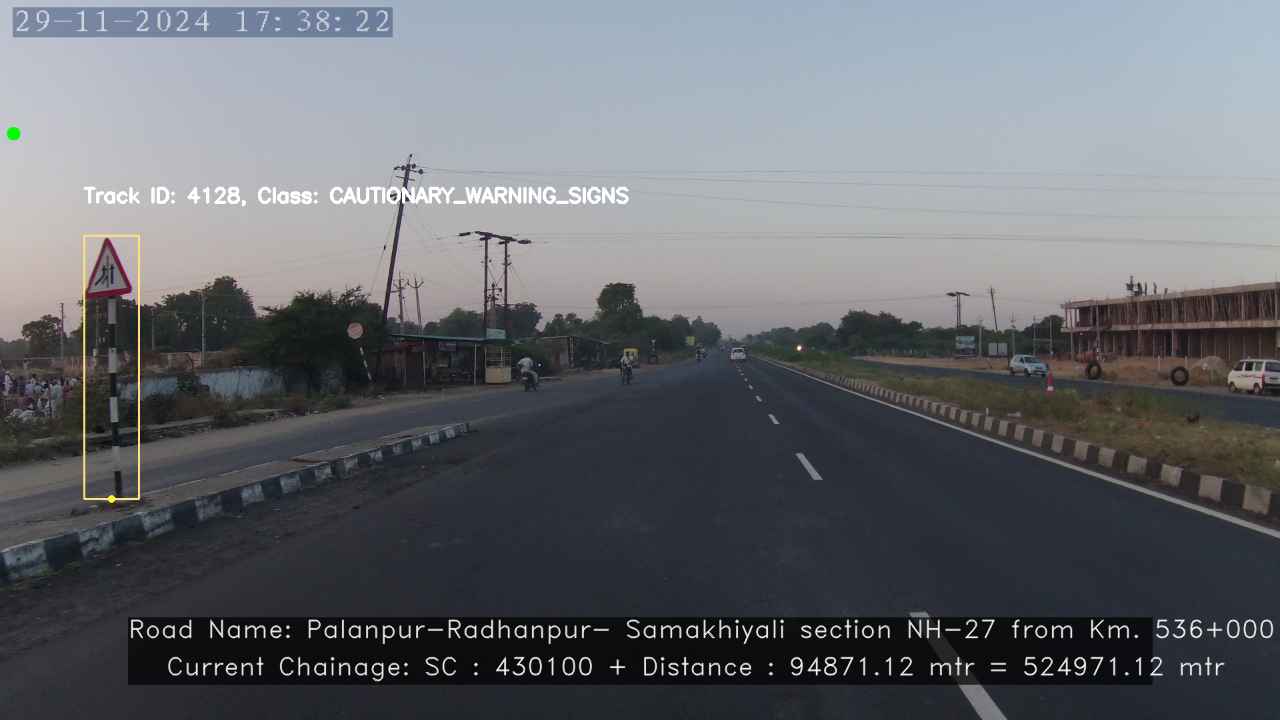 29-11-2024 17:38:22
Track ID: 4128, Class: CAUTIONARY_WARNING_SIGNS
Road Name: Palanpur-Radhanpur- Samakhiyali section NH-27 from Km. 536+000
Current Chainage: SC : 430100 + Distance : 94871.12 mtr = 524971.12 mtr